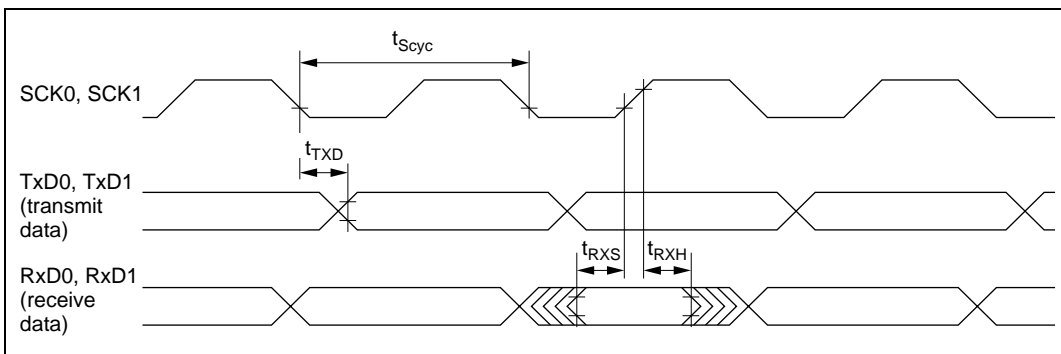 tScyc
SCK0, SCK1
tTXD
TxD0, TxD1
(transmit
data)
tRXS
tRXH
RxD0, RxD1
(receive
data)